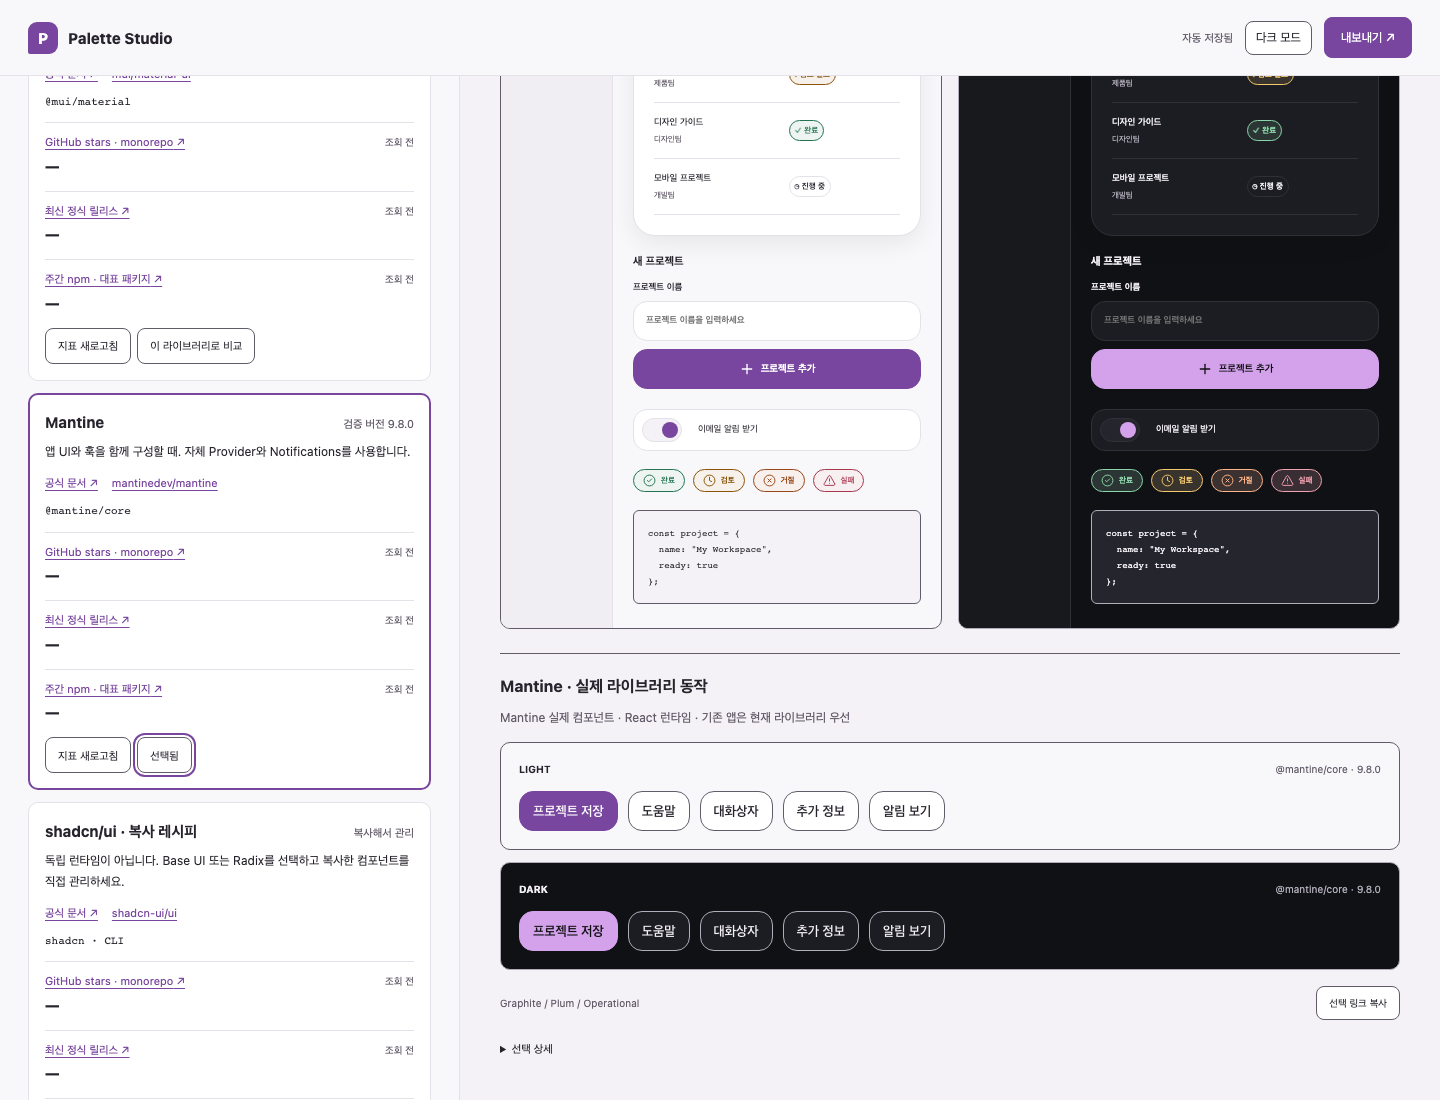 P Palette Studio
자동 저장됨
다크 모드
내보내기 ↗
@mui/material
GitHub stars · monorepo ↗ 조회 전
—
최신 정식 릴리스 ↗ 조회 전
—
주간 npm · 대표 패키지 ↗ 조회 전
—
지표 새로고침
이 라이브러리로 비교
Mantine 검증 버전 9.8.0
앱 UI와 훅을 함께 구성할 때. 자체 Provider와 Notifications를 사용합니다.
공식 문서 ↗ mantinedev/mantine
@mantine/core
GitHub stars · monorepo ↗ 조회 전
—
최신 정식 릴리스 ↗ 조회 전
—
주간 npm · 대표 패키지 ↗ 조회 전
—
지표 새로고침
선택됨
shadcn/ui · 복사 레시피 복사해서 관리
독립 런타임이 아닙니다. Base UI 또는 Radix를 선택하고 복사한 컴포넌트를
직접 관리하세요.
공식 문서 ↗ shadcn-ui/ui
shadcn · CLI
GitHub stars · monorepo ↗ 조회 전
—
최신 정식 릴리스 ↗ 조회 전
—
제품팀
디자인 가이드
디자인팀
✓ 완료
모바일 프로젝트
개발팀
진행 중
새 프로젝트
프로젝트 이름
프로젝트 이름을 입력하세요
+ 프로젝트 추가
이메일 알림 받기
완료 검토 거절 실패
const project = {
name: "My Workspace",
ready: true
};
제품팀
디자인 가이드
디자인팀
✓ 완료
모바일 프로젝트
개발팀
진행 중
새 프로젝트
프로젝트 이름
프로젝트 이름을 입력하세요
+ 프로젝트 추가
이메일 알림 받기
완료 검토 거절 실패
const project = {
name: "My Workspace",
ready: true
};
Mantine · 실제 라이브러리 동작
Mantine 실제 컴포넌트 · React 런타임 · 기존 앱은 현재 라이브러리 우선
LIGHT @mantine/core · 9.8.0
프로젝트 저장 도움말 대화상자 추가 정보 알림 보기
DARK @mantine/core · 9.8.0
프로젝트 저장 도움말 대화상자 추가 정보 알림 보기
Graphite / Plum / Operational
선택 링크 복사
▶ 선택 상세